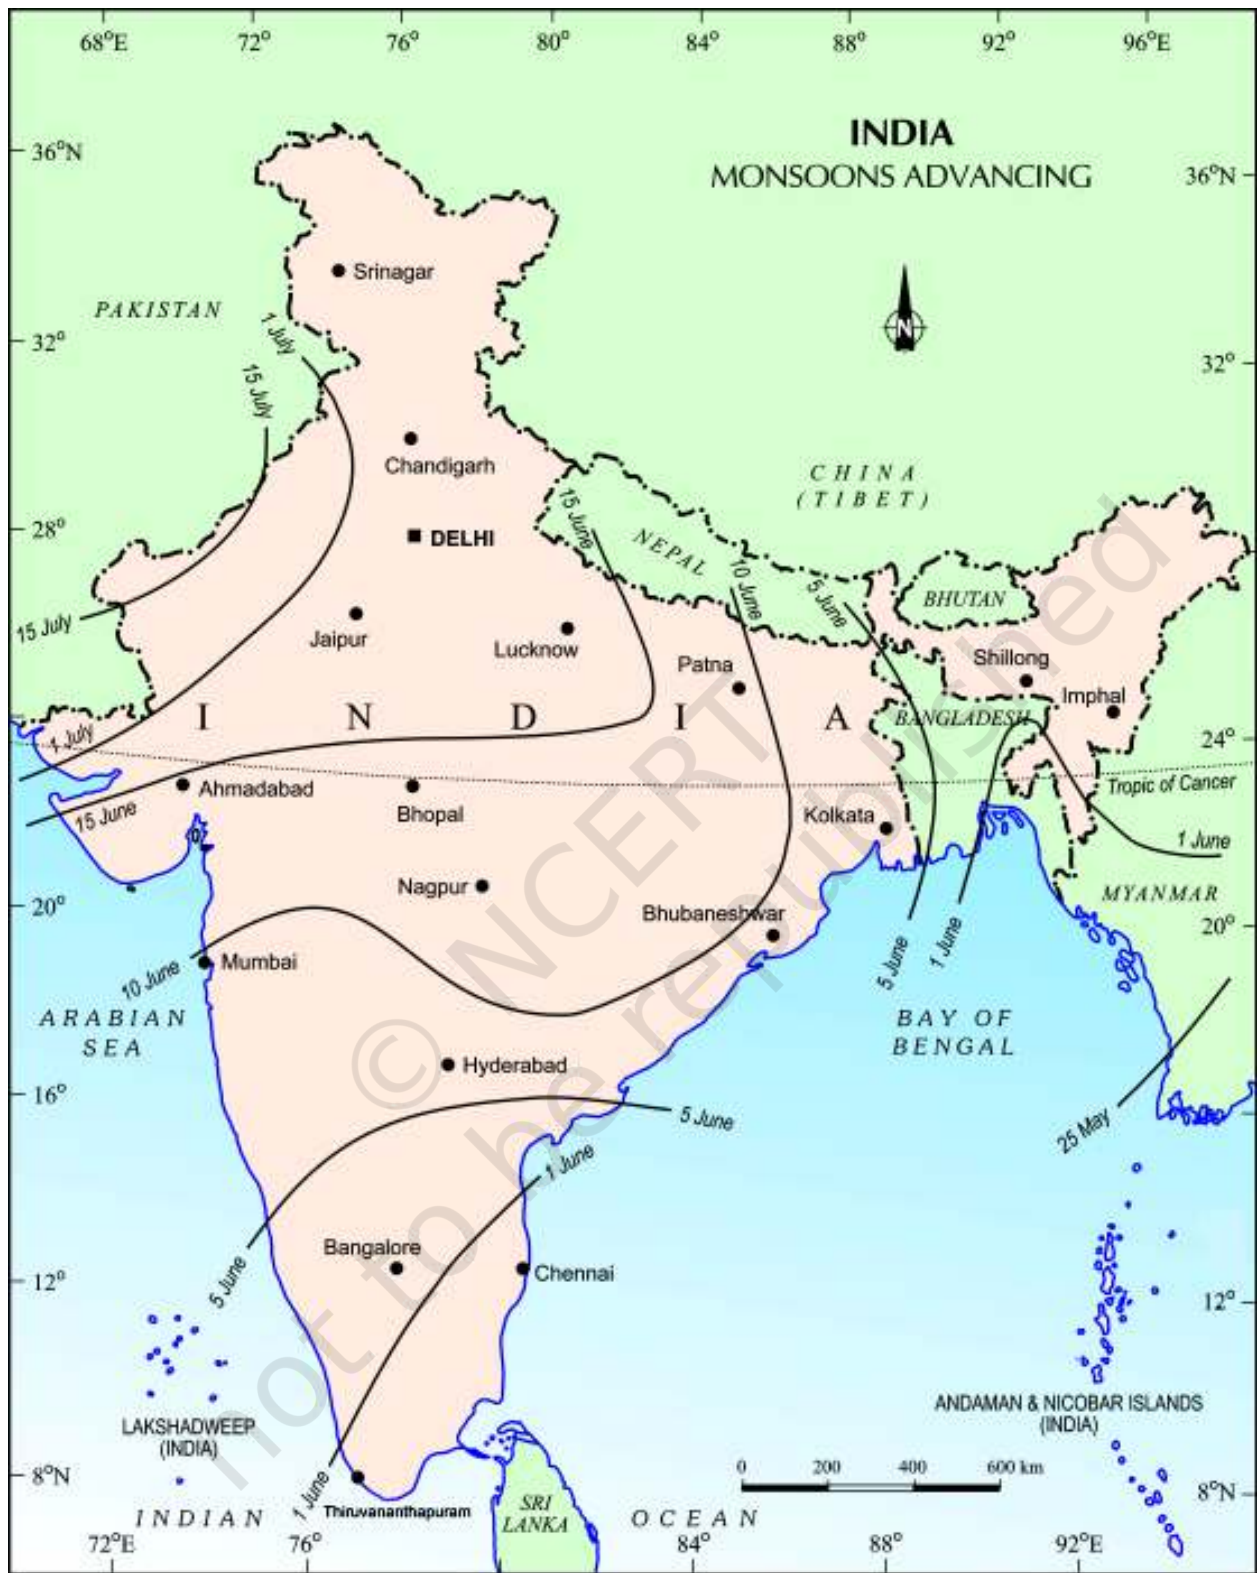 68°E 72° 76° 80° 84° 88° 92° 96°E
INDIA
MONSOONS ADVANCING
36°N
36°N
Srinagar
PAKISTAN
1 July
32°
32°
15 July
Chandigarh
CHINA
(TIBET)
N
15 June
28°
DELHI
NEPAL
10 June
5 June
BHUTAN
15 July
Jaipur
Lucknow
Patna
Shillong
Imphal
I N D I A
BANGLADESH
1 July
24°
Ahmadabad
Tropic of Cancer
15 June
Bhopal
Kolkata
1 June
Nagpur
MYANMAR
20°
Bhubaneshwar
20°
10 June
Mumbai
5 June
1 June
ARABIAN
SEA
BAY OF
BENGAL
Hyderabad
16°
5 June
25 May
1 June
Bangalore
Chennai
5 June
12°
12°
LAKSHADWEEP
(INDIA)
ANDAMAN & NICOBAR ISLANDS
(INDIA)
0 200 400 600 km
8°N
8°N
1 June
Thiruvananthapuram
INDIAN
SRI
LANKA
OCEAN
72°E 76° 84° 88° 92°E
© NCERT
not to be republished